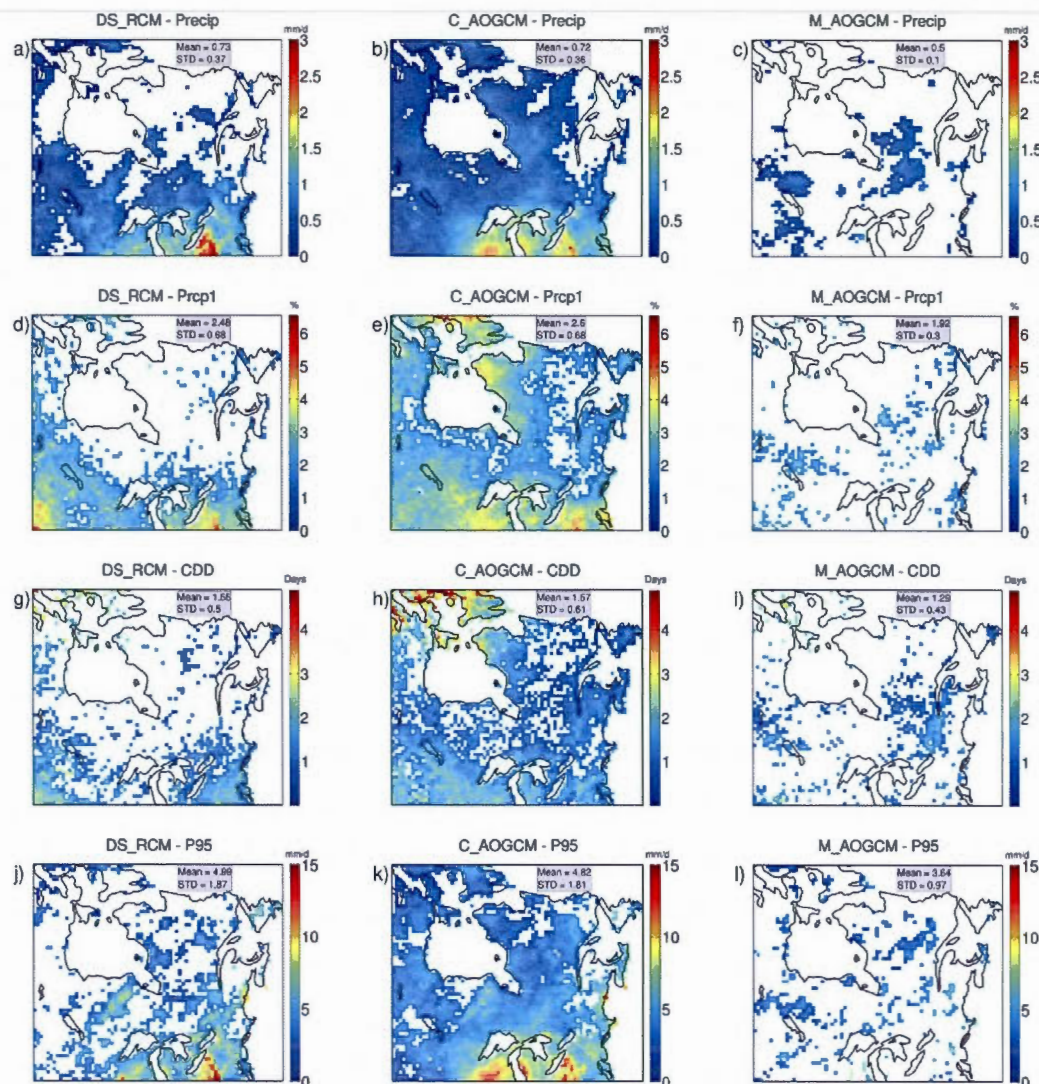 DS_RCM - Precip
C_AOGCM - Precip
M_AOGCM - Precip
a)
Mean = 0.73
STD = 0.37
mm/d
3
2.5
2
1.5
1
0.5
0
b)
Mean = 0.72
STD = 0.36
mm/d
3
2.5
2
1.5
1
0.5
0
c)
Mean = 0.5
STD = 0.1
mm/d
3
2.5
2
1.5
1
0.5
0
DS_RCM - Prcp1
C_AOGCM - Prcp1
M_AOGCM - Prcp1
d)
Mean = 2.48
STD = 0.68
%
6
5
4
3
2
1
0
e)
Mean = 2.5
STD = 0.68
%
6
5
4
3
2
1
0
f)
Mean = 1.92
STD = 0.3
%
6
5
4
3
2
1
0
DS_RCM - CDD
C_AOGCM - CDD
M_AOGCM - CDD
g)
STD = 0.5
Days
4
3
2
1
h)
Mean = 1.57
STD = 0.61
Days
4
3
2
1
i)
Mean = 1.29
STD = 0.43
Days
4
3
2
1
DS_RCM - P95
C_AOGCM - P95
M_AOGCM - P95
j)
Mean = 4.99
STD = 1.87
mm/d
15
10
5
0
k)
Mean = 4.82
STD = 1.81
mm/d
15
10
5
0
l)
Mean = 3.64
STD = 0.97
mm/d
15
10
5
0